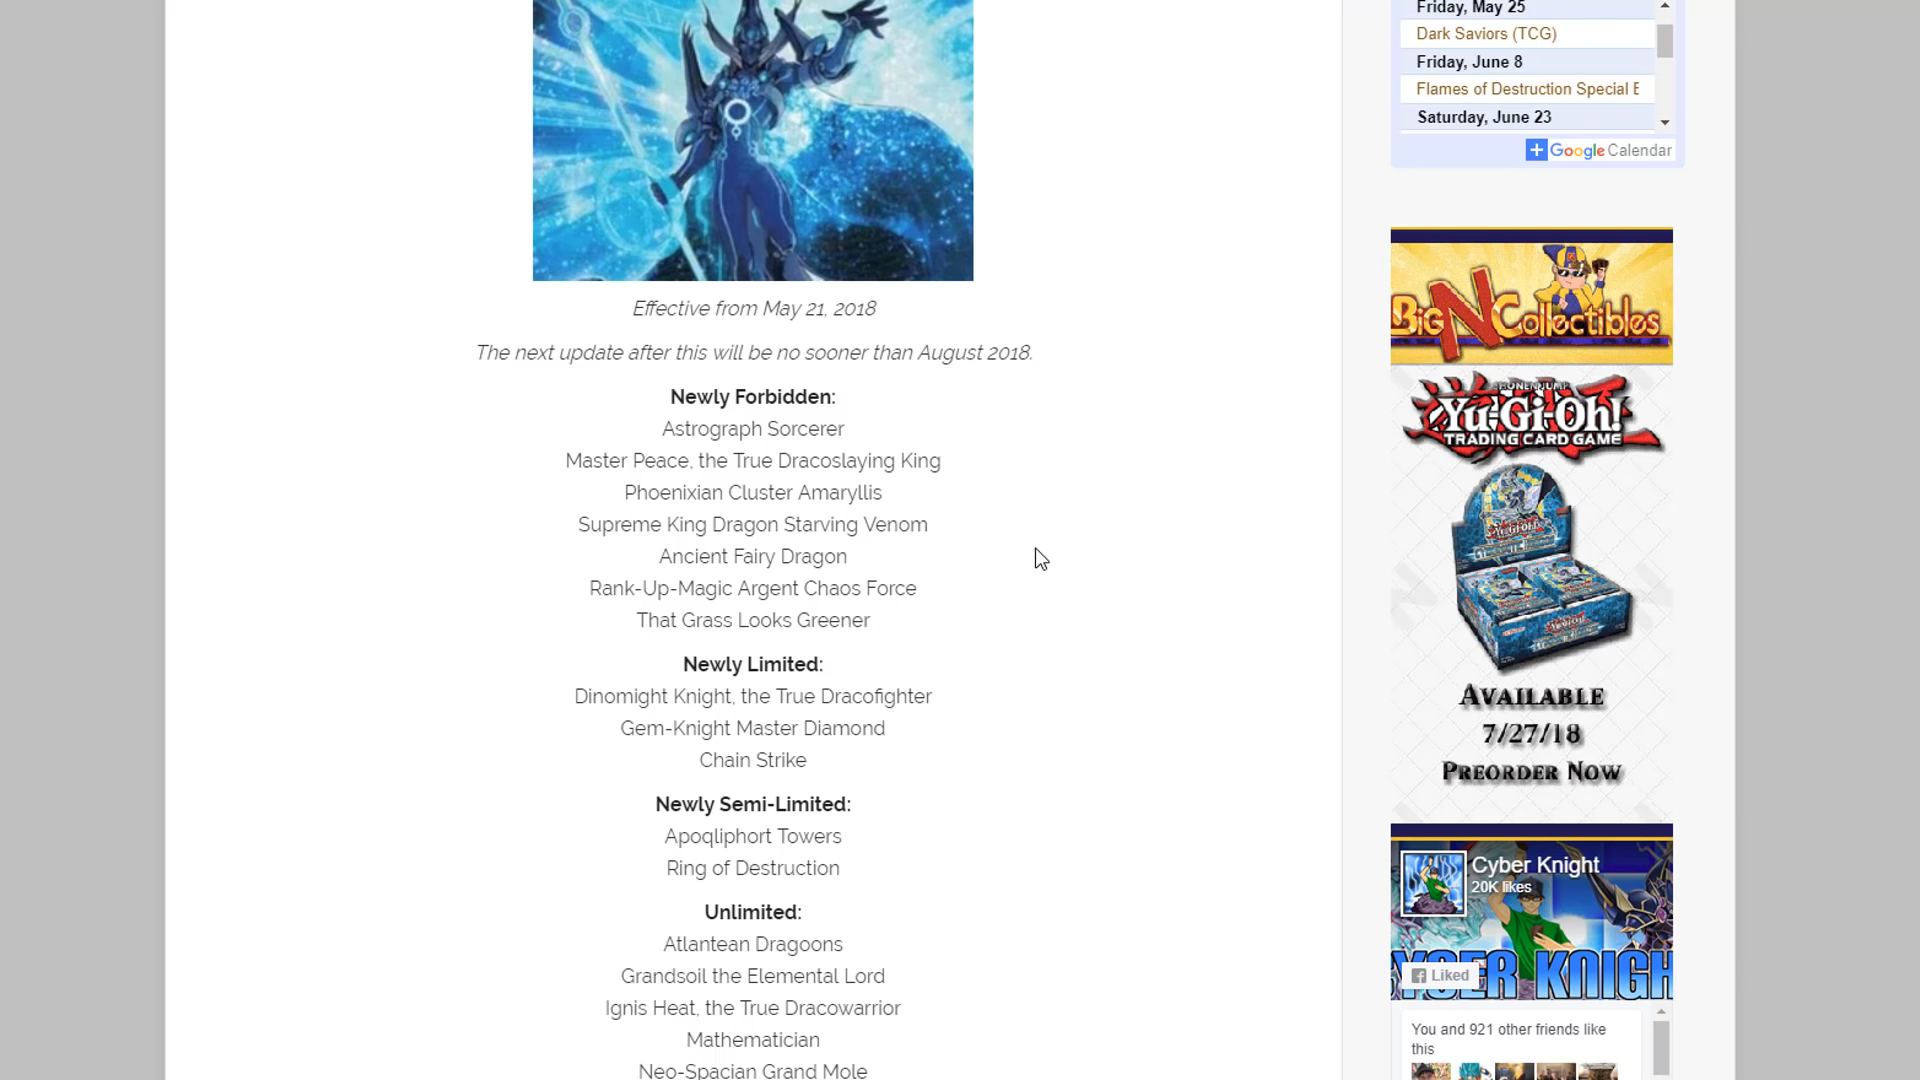 Effective from May 21, 2018
The next update after this will be no sooner than August 2018.
Newly Forbidden:
Astrograph Sorcerer
Master Peace, the True Dracoslaying King
Phoenixian Cluster Amaryllis
Supreme King Dragon Starving Venom
Ancient Fairy Dragon
Rank-Up-Magic Argent Chaos Force
That Grass Looks Greener
Newly Limited:
Dinomight Knight, the True Dracofighter
Gem-Knight Master Diamond
Chain Strike
Newly Semi-Limited:
Apoqliphort Towers
Ring of Destruction
Unlimited:
Atlantean Dragoons
Grandsoil the Elemental Lord
Ignis Heat, the True Dracowarrior
Mathematician
Neo-Spacian Grand Mole
Friday, May 25
Dark Saviors (TCG)
Friday, June 8
Flames of Destruction Special E
Saturday, June 23
Google Calendar
Big N Collectibles
SHONEN JUMP
Yu-Gi-Oh!
TRADING CARD GAME
AVAILABLE
7/27/18
PREORDER NOW
Cyber Knight
20K likes
Liked
CYBER KNIGH
You and 921 other friends like
this